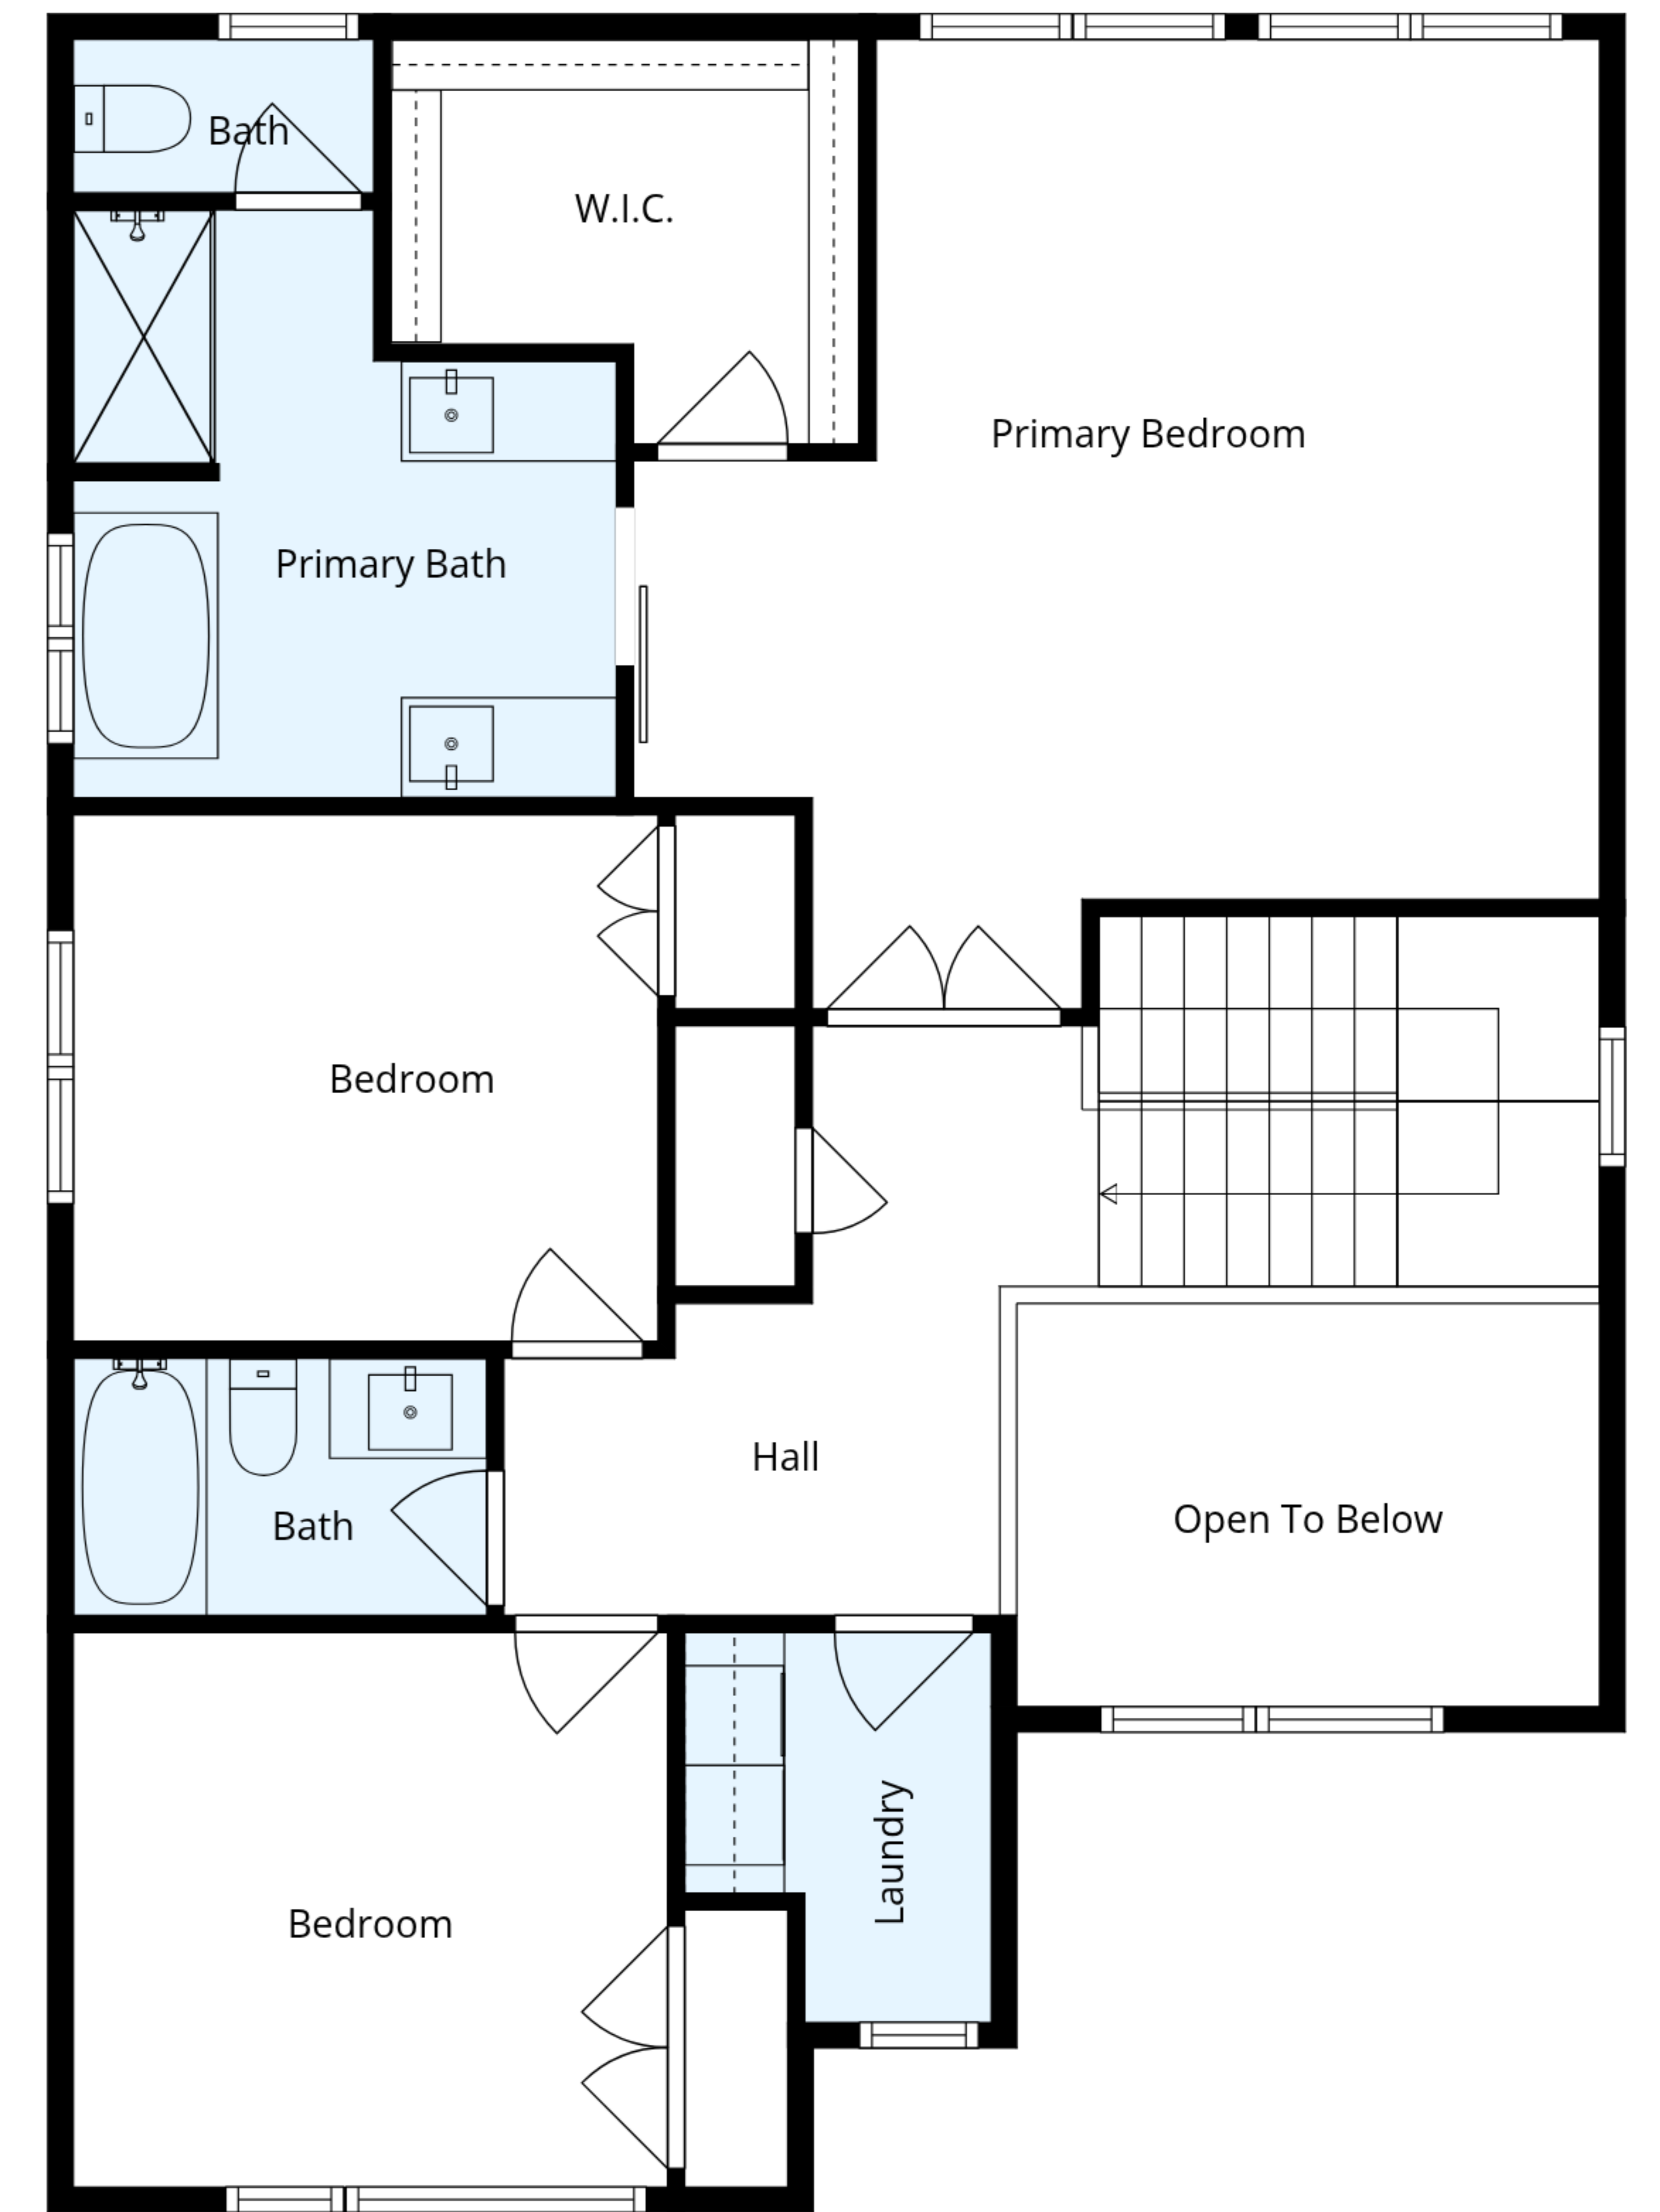 Bath
W.I.C.
Primary Bedroom
Primary Bath
Bedroom
Hall
Open To Below
Bath
Laundry
Bedroom